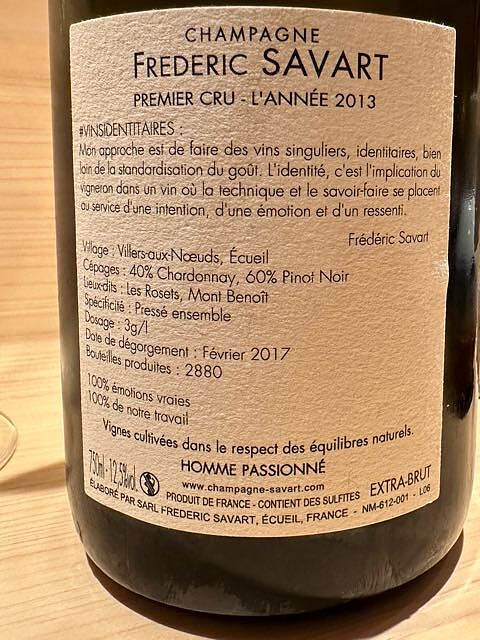 CHAMPAGNE
FREDERIC SAVART
PREMIER CRU - L'ANNÉE 2013
#VINSIDENTITAIRES :
Mon approche est de faire des vins singuliers, identitaires, bien
loin de la standardisation du goût. L'identité, c'est l'implication du
vigneron dans un vin où la technique et le savoir-faire se placent
au service d'une intention, d'une émotion et d'un ressenti.
Frédéric Savart
Village : Villers-aux-Nœuds, Écueil
Cépages : 40% Chardonnay, 60% Pinot Noir
Lieux-dits : Les Rosets, Mont Benoît
Spécificité : Pressé ensemble
Dosage : 3g/l
Date de dégorgement : Février 2017
Bouteilles produites : 2880
100% émotions vraies
100% de notre travail
Vignes cultivées dans le respect des équilibres naturels.
HOMME PASSIONNÉ
www.champagne-savart.com
750ml - 12,5%vol. EXTRA-BRUT
PRODUIT DE FRANCE - CONTIENT DES SULFITES
ÉLABORÉ PAR SARL FREDERIC SAVART, ÉCUEIL, FRANCE - NM-612-001 - L06